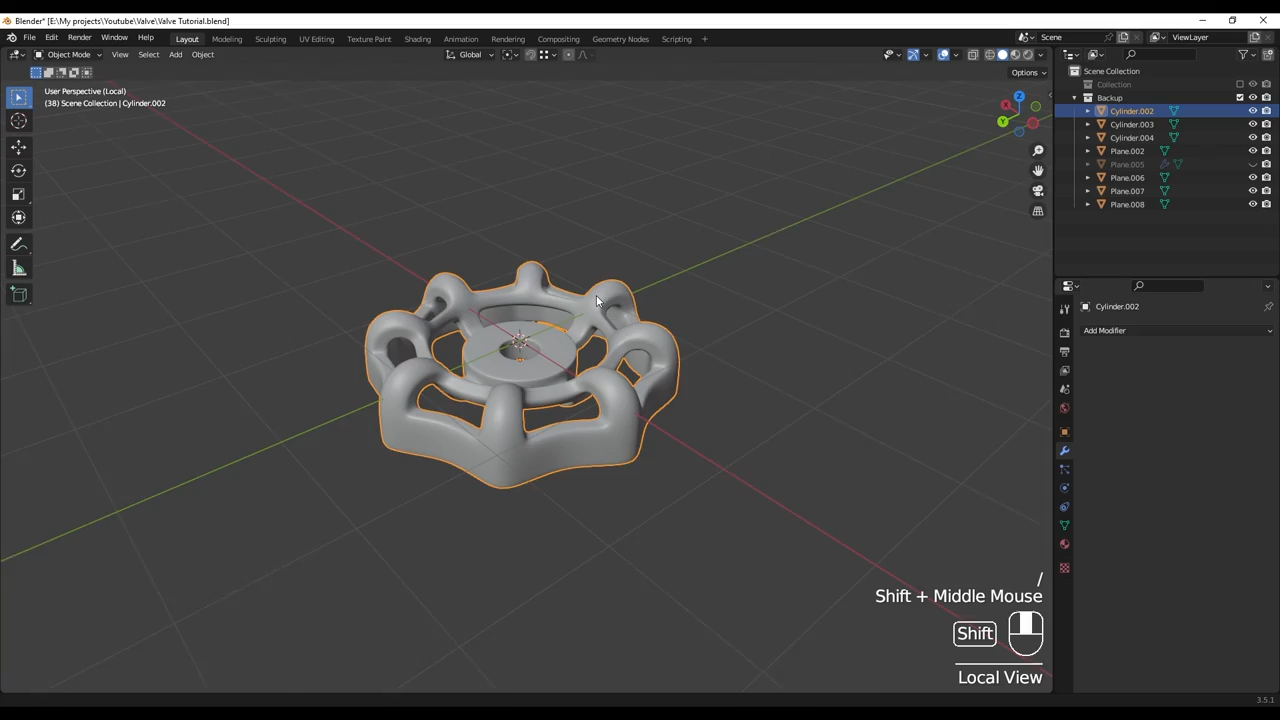 Blender* [E:\My projects\Youtube\Valve\Valve Tutorial.blend]
File Edit Render Window Help Layout Modeling Sculpting UV Editing Texture Paint Shading Animation Rendering Compositing Geometry Nodes Scripting + Scene ViewLayer
Object Mode View Select Add Object Global
Options
User Perspective (Local)
(38) Scene Collection | Cylinder.002
Z
X
Y
Scene Collection
Collection
Backup
Cylinder.002
Cylinder.003
Cylinder.004
Plane.002
Plane.005
Plane.006
Plane.007
Plane.008
Cylinder.002
Add Modifier
/
Shift + Middle Mouse
Shift
Local View
3.5.1